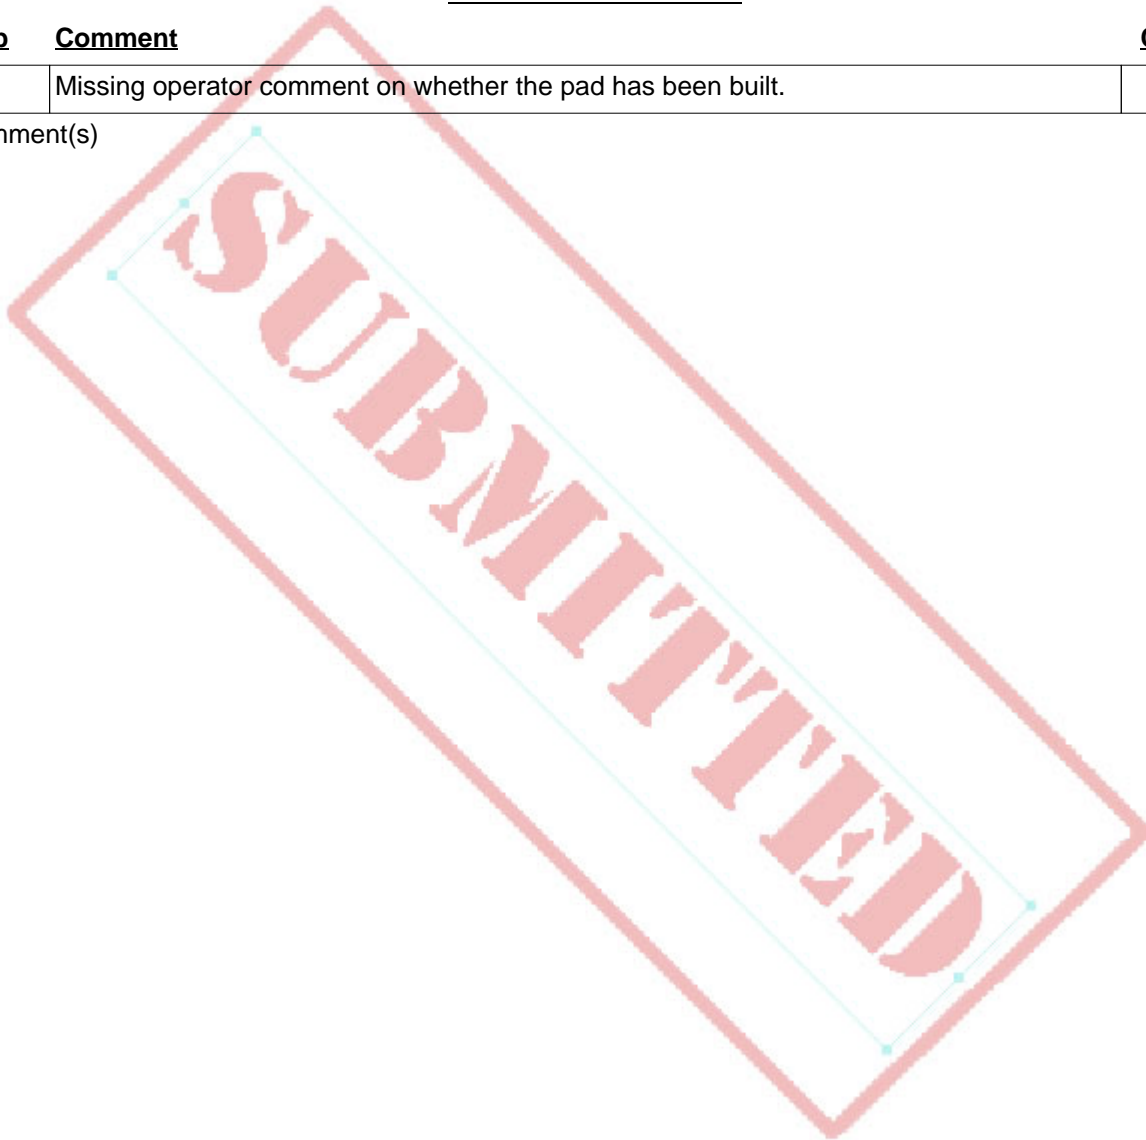 Comment
Missing operator comment on whether the pad has been built.
SUBMITTED